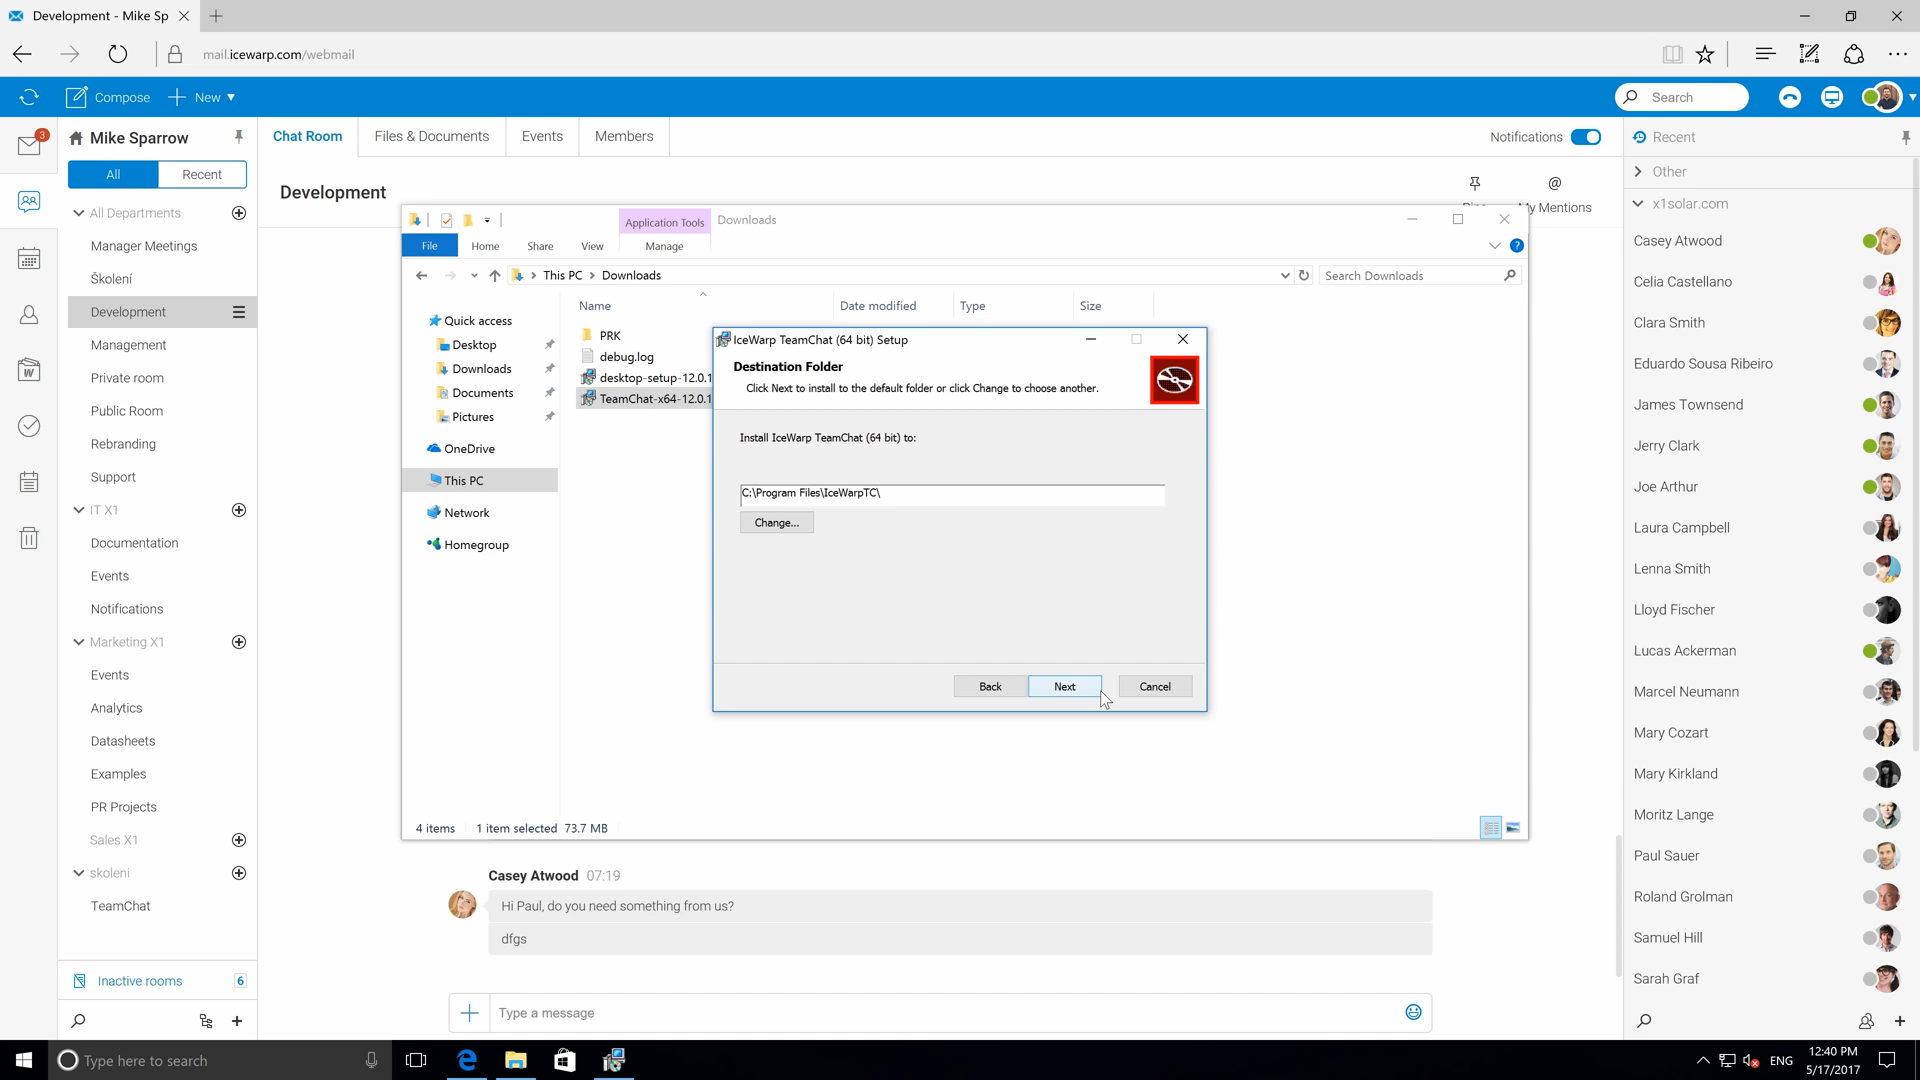 Development - Mike Sp
mail.icewarp.com/webmail
Compose
New
Search
3
Mike Sparrow
All
Recent
All Departments
Manager Meetings
Školení
Development
Management
Private room
Public Room
Rebranding
Support
IT X1
Documentation
Events
Notifications
Marketing X1
Events
Analytics
Datasheets
Examples
PR Projects
Sales X1
skoleni
TeamChat
Inactive rooms
6
Chat Room
Files & Documents
Events
Members
Notifications
Development
@
My Mentions
Application Tools
Downloads
File
Home
Share
View
Manage
This PC
Downloads
Search Downloads
Quick access
Desktop
Downloads
Documents
Pictures
OneDrive
This PC
Network
Homegroup
Name
Date modified
Type
Size
PRK
debug.log
desktop-setup-12.0.1
TeamChat-x64-12.0.1
4 items
1 item selected 73.7 MB
IceWarp TeamChat (64 bit) Setup
Destination Folder
Click Next to install to the default folder or click Change to choose another.
Install IceWarp TeamChat (64 bit) to:
C:\Program Files\IceWarpTC\
Change...
Back
Next
Cancel
Casey Atwood 07:19
Hi Paul, do you need something from us?
dfgs
Type a message
Recent
Other
x1solar.com
Casey Atwood
Celia Castellano
Clara Smith
Eduardo Sousa Ribeiro
James Townsend
Jerry Clark
Joe Arthur
Laura Campbell
Lenna Smith
Lloyd Fischer
Lucas Ackerman
Marcel Neumann
Mary Cozart
Mary Kirkland
Moritz Lange
Paul Sauer
Roland Grolman
Samuel Hill
Sarah Graf
Type here to search
ENG
12:40 PM
5/17/2017